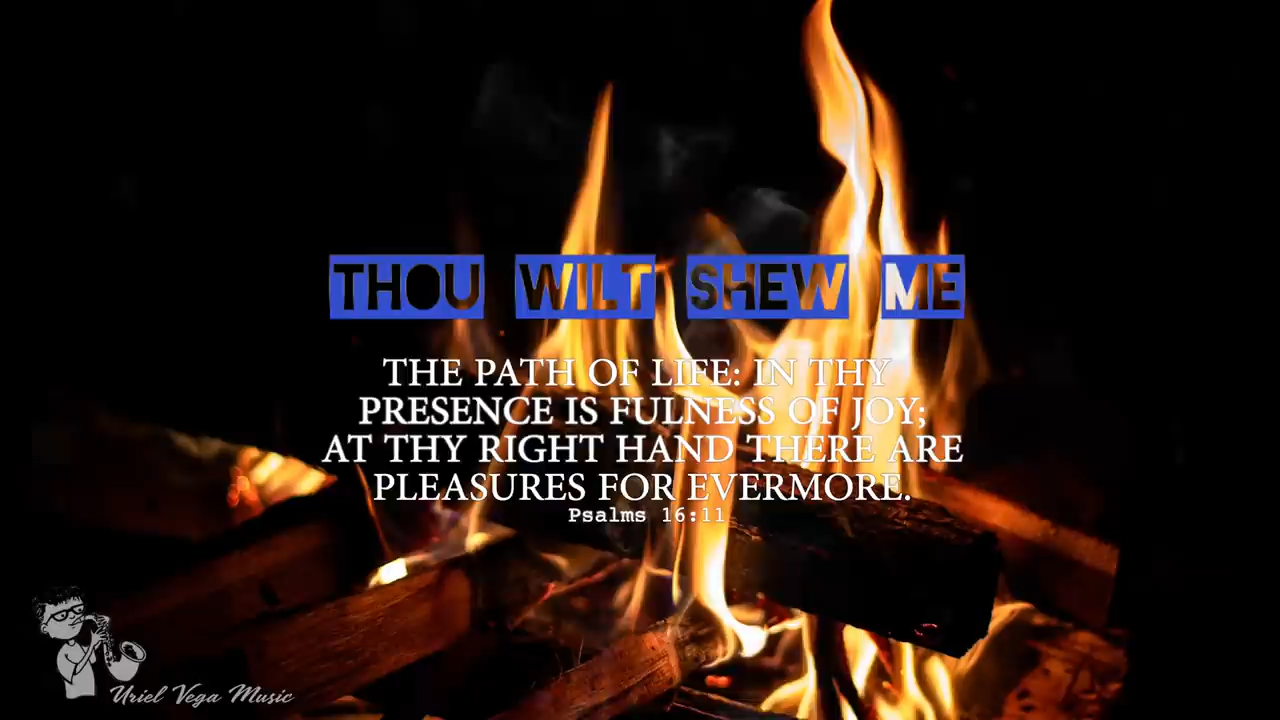 THOU WILT SHEW ME
THE PATH OF LIFE: IN THY
PRESENCE IS FULNESS OF JOY;
AT THY RIGHT HAND THERE ARE
PLEASURES FOR EVERMORE.
Psalms 16:11
Uriel Vega Music